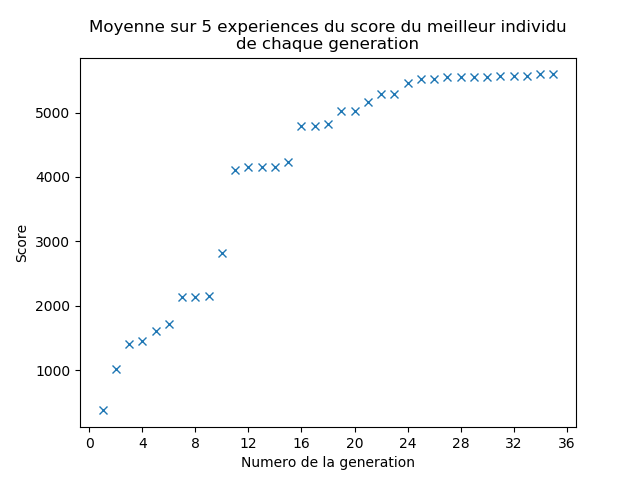 Moyenne sur 5 experiences du score du meilleur individu
de chaque generation
5000
4000
3000
2000
1000
Score
0 4 8 12 16 20 24 28 32 36
Numero de la generation